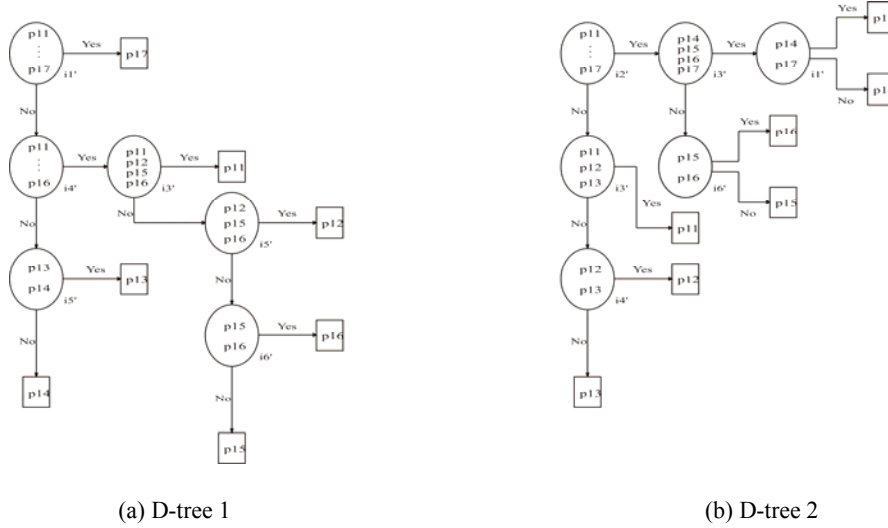 p11
⋮
p17
i1'
Yes
p17
No
p11
⋮
p16
i4'
Yes
p11
p12
p15
p16
i3'
Yes
p11
No
p12
p15
p16
i5'
Yes
p12
No
p13
p14
i5'
Yes
p13
No
p14
No
p15
p16
i6'
Yes
p16
No
p15
(a) D-tree 1
p11
⋮
p17
i2'
Yes
p14
p15
p16
p17
i3'
Yes
p14
p17
i1'
Yes
No
No
p15
p16
i6'
Yes
p16
No
p15
No
p11
p12
p13
i3'
Yes
p11
No
p12
p13
i4'
Yes
p12
No
p13
(b) D-tree 2